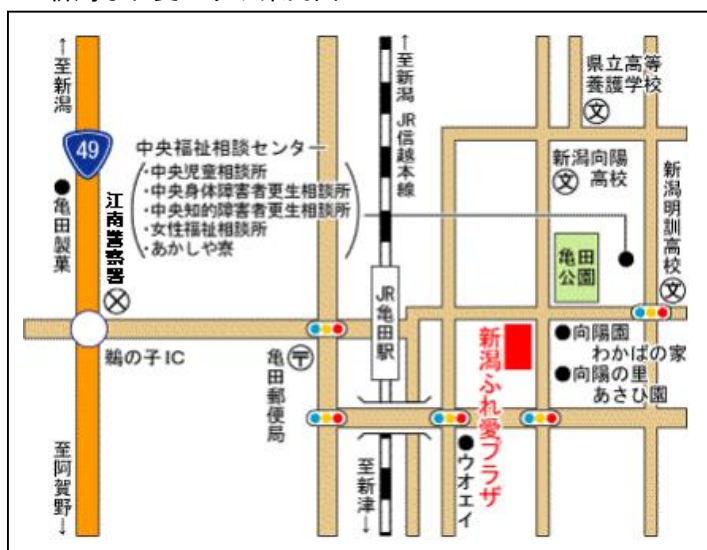 ←至新潟
49
亀田製菓
江南警察署
中央福祉相談センター
・中央児童相談所
・中央身体障害者更生相談所
・中央知的障害者更生相談所
・女性福祉相談所
・あかしや寮
←至新潟
JR信越本線
県立高等
養護学校
文
新潟向陽
高校
文
新潟明訓高校
文
亀田
公園
JR亀田駅
鵜の子IC
亀田郵便局
〒
新潟ふれ愛プラザ
●向陽園
わかばの家
●向陽の里
あさひ園
ウオエイ
至阿賀野→
至新津→